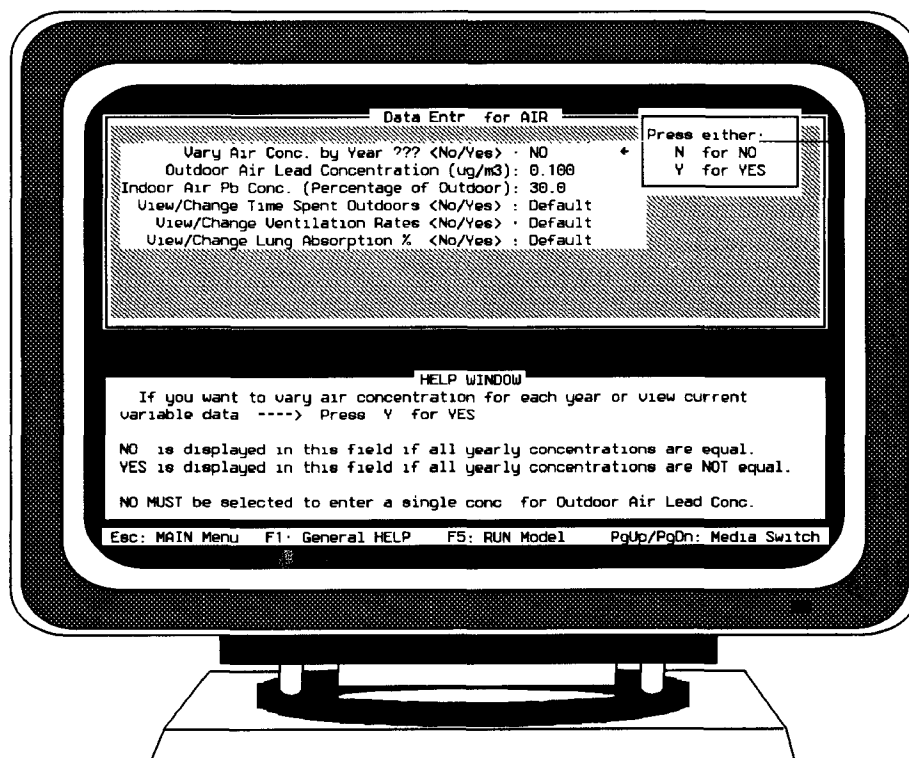 Data Entr for AIR
Vary Air Conc. by Year ??? <No/Yes> · NO ←
Outdoor Air Lead Concentration (ug/m3): 0.100
Indoor Air Pb Conc. (Percentage of Outdoor): 30.0
View/Change Time Spent Outdoors <No/Yes> : Default
View/Change Ventilation Rates <No/Yes> · Default
View/Change Lung Absorption % <No/Yes> : Default
Press either:
N for NO
Y for YES
HELP WINDOW
If you want to vary air concentration for each year or view current
variable data ----> Press Y for YES
NO is displayed in this field if all yearly concentrations are equal.
YES is displayed in this field if all yearly concentrations are NOT equal.
NO MUST be selected to enter a single conc for Outdoor Air Lead Conc.
Esc: MAIN Menu F1· General HELP F5: RUN Model PgUp/PgDn: Media Switch